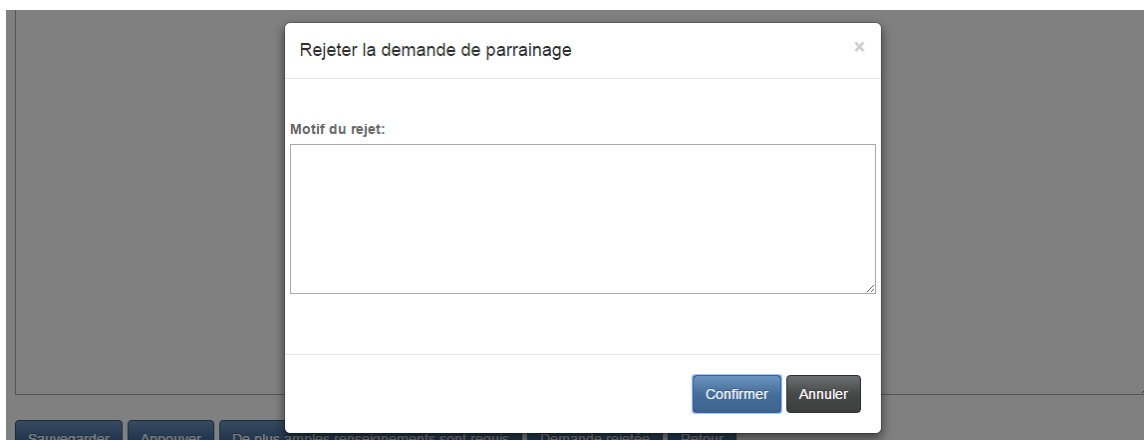 Rejeter la demande de parrainage ×
Motif du rejet:
Confirmer Annuler
Sauvegarder Appouver De plus amples renseignements sont requis Demande rejetée Retour